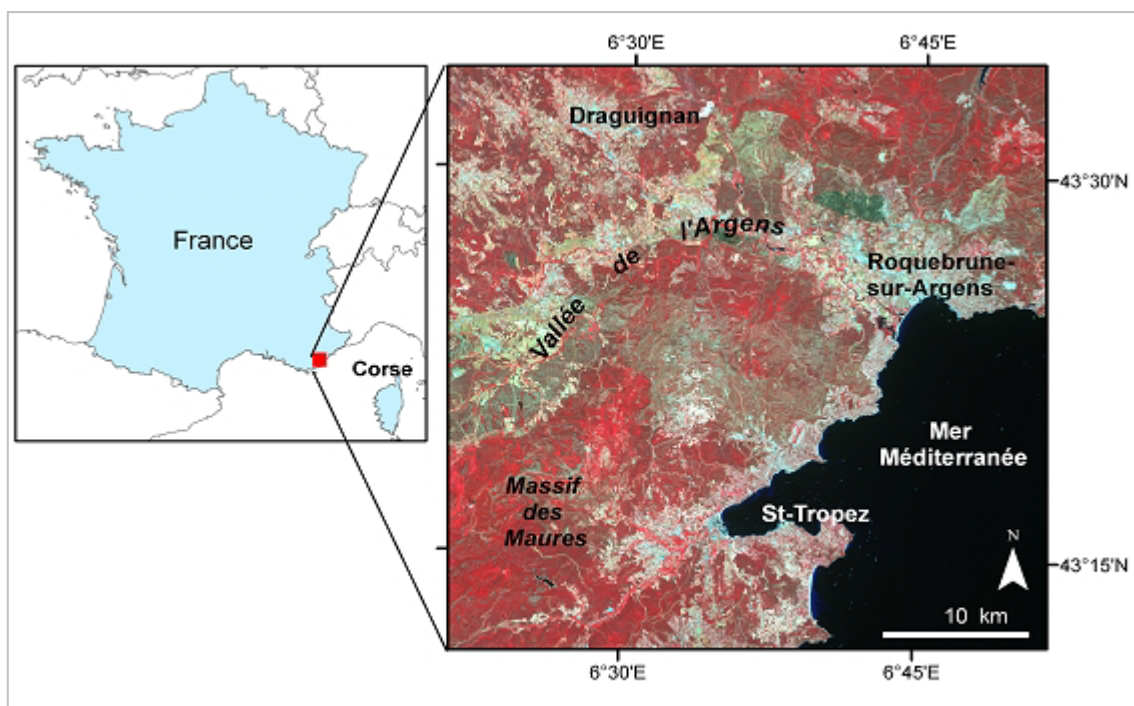 6°30'E
6°45'E
Draguignan
43°30'N
France
l'Argens
de
Vallée
Roquebrune-
sur-Argens
Corse
Mer
Méditerranée
Massif
des
Maures
St-Tropez
N
43°15'N
10 km
6°30'E
6°45'E